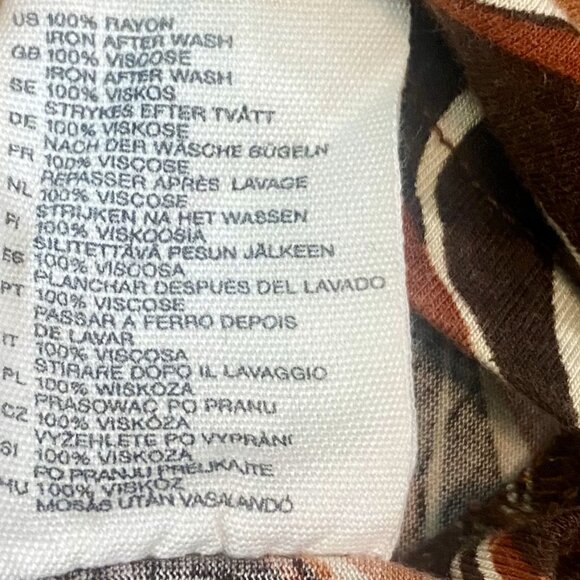 US 100% RAYON
IRON AFTER WASH
GB 100% VISCOSE
IRON AFTER WASH
SE 100% VISKOS
STRYKES EFTER TVÄTT
DE 100% VISKOSE
NACH DER WÄSCHE BÜGELN
FR 100% VISCOSE
REPASSER APRÈS LAVAGE
NL 100% VISCOSE
STRIJKEN NA HET WASSEN
FI 100% VISKOOSIA
SILITETTÄVÄ PESUN JÄLKEEN
ES 100% VISCOSA
PLANCHAR DESPUES DEL LAVADO
PT 100% VISCOSE
PASSAR A FERRO DEPOIS
DE LAVAR
IT 100% VISCOSA
STIRARE DOPO IL LAVAGGIO
PL 100% WISKOZA
PRASOWAĆ PO PRANIU
CZ 100% VISKÓZA
VYŽEHLETE PO VYPRÁNÍ
SI 100% VISKOZA
PO PRANJU PRELIKAJTE
HU 100% VISZKÓZ
MOSÁS UTÁN VASALANDÓ